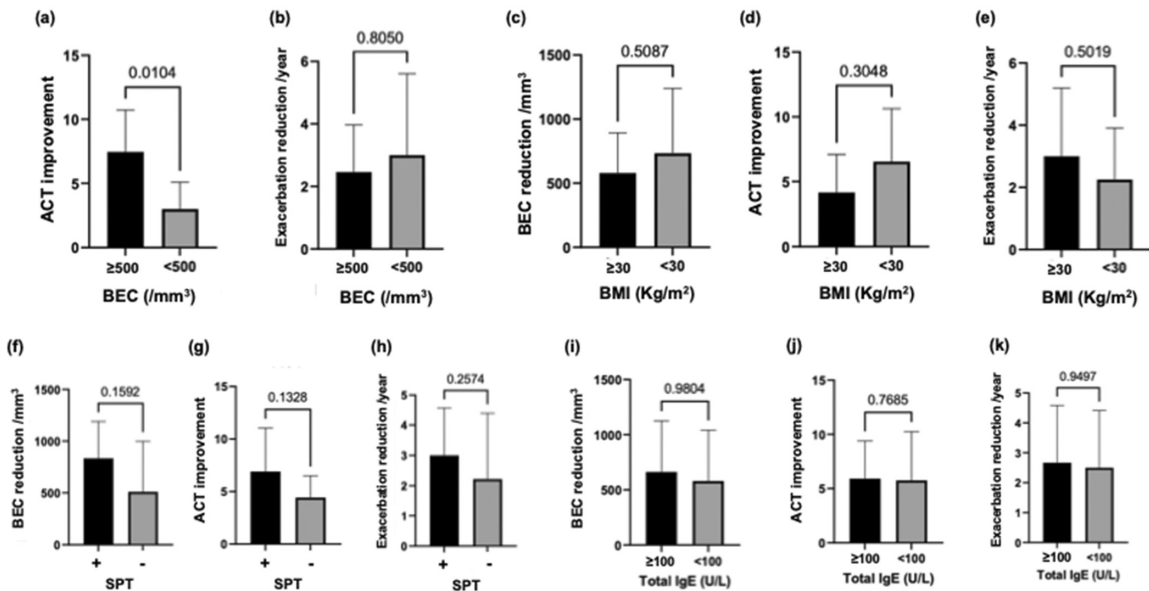 (a)
ACT improvement
15
10
5
0
0.0104
≥500 <500
BEC (/mm³)
(b)
Exacerbation reduction /year
6
4
2
0
0.8050
≥500 <500
BEC (/mm³)
(c)
BEC reduction /mm³
1500
1000
500
0
0.5087
≥30 <30
BMI (Kg/m²)
(d)
ACT improvement
15
10
5
0
0.3048
≥30 <30
BMI (Kg/m²)
(e)
Exacerbation reduction /year
6
4
2
0
0.5019
≥30 <30
BMI (Kg/m²)
(f)
BEC reduction /mm³
1500
1000
500
0
0.1592
+ -
SPT
(g)
ACT improvement
15
10
5
0
0.1328
+ -
SPT
(h)
Exacerbation reduction /year
6
5
4
3
2
1
0
0.2574
+ -
SPT
(i)
BEC reduction /mm³
1500
1000
500
0
0.9804
≥100 <100
Total IgE (U/L)
(j)
ACT improvement
15
10
5
0
0.7685
≥100 <100
Total IgE (U/L)
(k)
Exacerbation reduction /year
6
5
4
3
2
1
0
0.9497
≥100 <100
Total IgE (U/L)